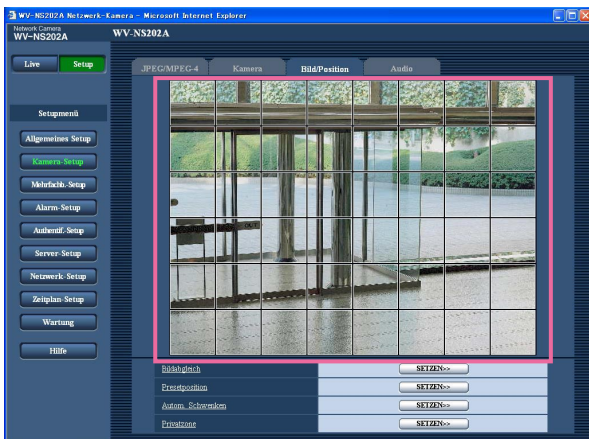 WV-NS202A Netzwerk-Kamera - Microsoft Internet Explorer
Network Camera
WV-NS202A
WV-NS202A
Live
Setup
JPEG/MPEG-4
Kamera
Bild/Position
Audio
Setupmenü
Allgemeines Setup
Kamera-Setup
Mehrfachb.-Setup
Alarm-Setup
Authentif.-Setup
Server-Setup
Netzwerk-Setup
Zeitplan-Setup
Wartung
Hilfe
Bildabgleich
SETZEN>>
Presetposition
SETZEN>>
Autom. Schwenken
SETZEN>>
Privatzone
SETZEN>>